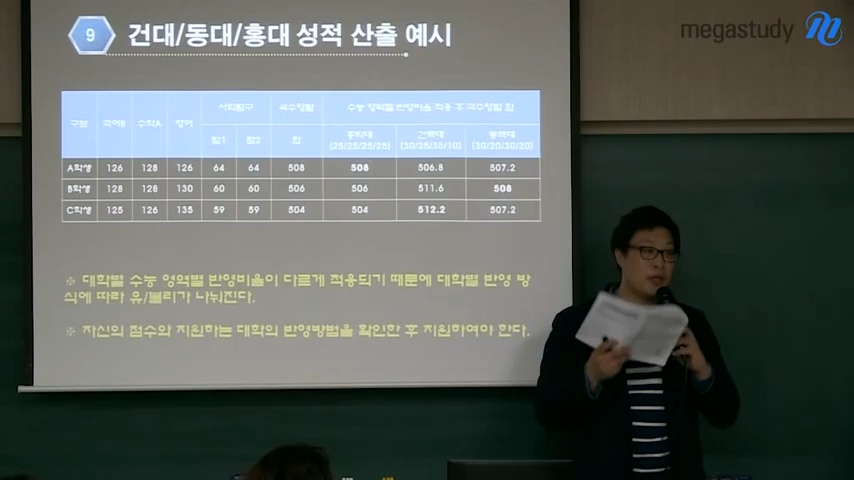 9 건대/동대/홍대 성적 산출 예시
megastudy
구분 국어B 수학A 영어 사회탐구 국수영탐 수능 영역별 반영비율 적용 후 국수영탐 합
탐1 탐2 합 홍익대 건국대 동국대
(25/25/25/25) (30/25/35/10) (30/20/30/20)
A학생 126 128 126 64 64 508 508 506.8 507.2
B학생 128 128 130 60 60 506 506 511.6 508
C학생 125 126 135 59 59 504 504 512.2 507.2
※ 대학별 수능 영역별 반영비율이 다르게 적용되기 때문에 대학별 반영 방
식에 따라 유/불리가 나눠진다.
※ 자신의 점수와 지원하는 대학의 반영방법을 확인한 후 지원하여야 한다.